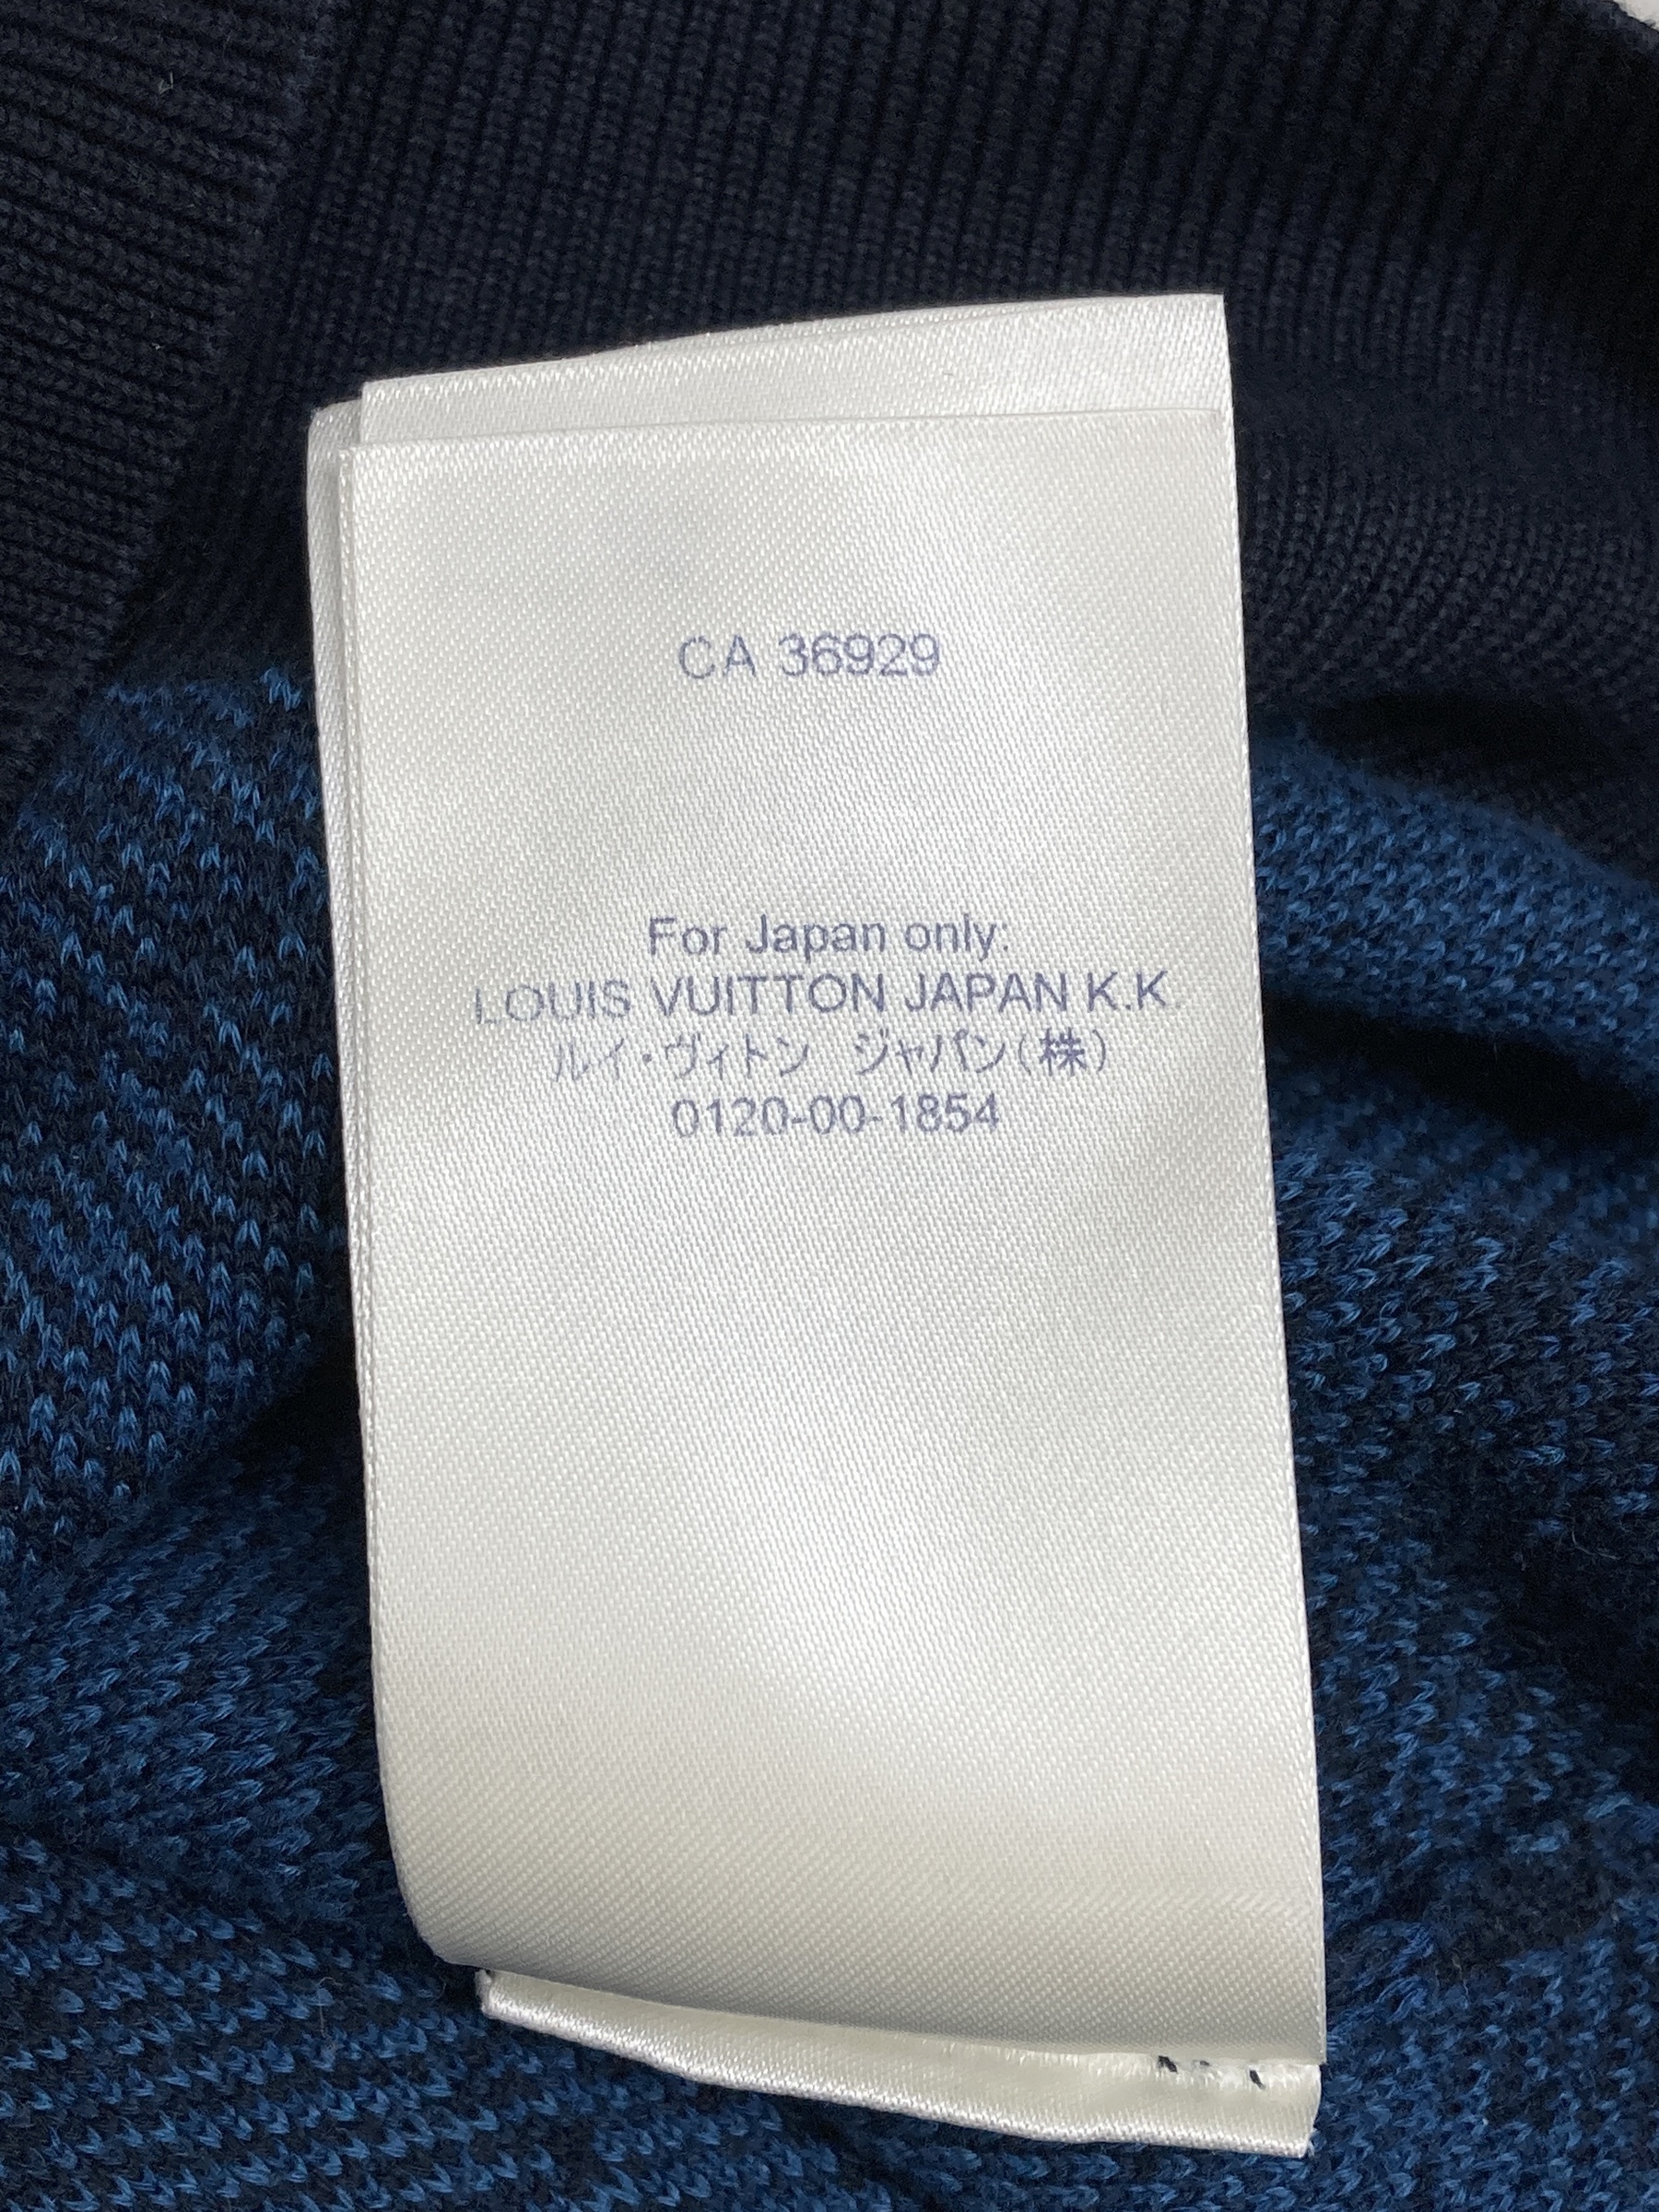 CA 36929
For Japan only:
LOUIS VUITTON JAPAN K.K.
ルイ・ヴィトン　ジャパン(株)
0120-00-1854